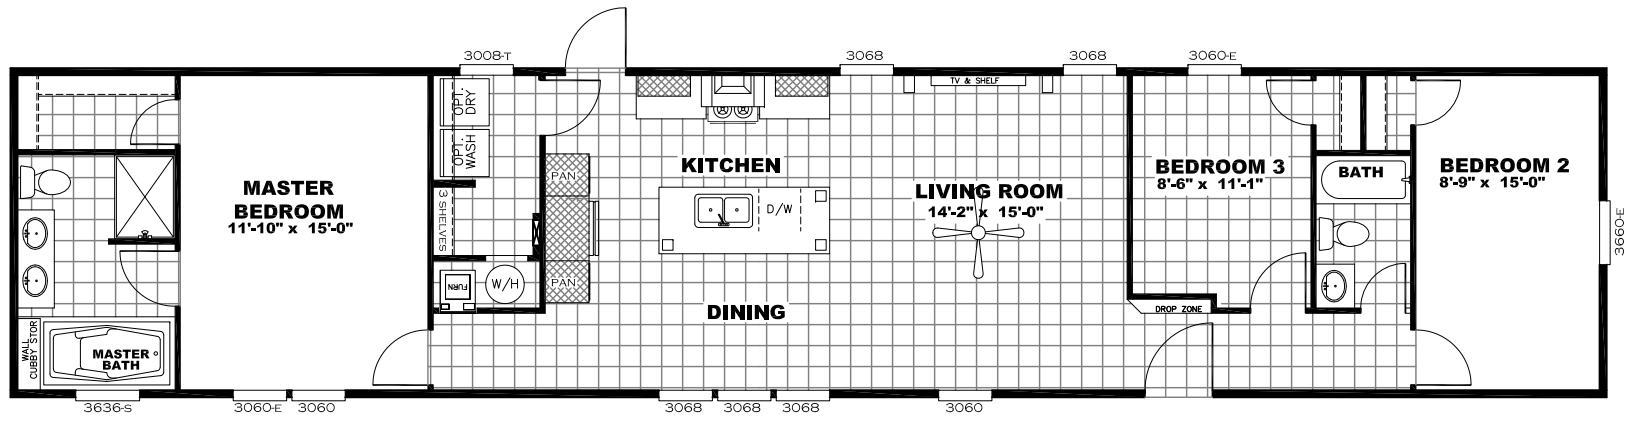 3008-T
3068
3068
3060-E
TV & SHELF
OPT.
DRY
OPT.
WASH
PAN
3 SHELVES
FURN
W/H
PAN
KITCHEN
D/W
DINING
LIVING ROOM
14'-2" x 15'-0"
MASTER
BEDROOM
11'-10" x 15'-0"
WALL
CUBBY STOR
MASTER
BATH
BEDROOM 3
8'-6" x 11'-1"
BATH
BEDROOM 2
8'-9" x 15'-0"
DROP ZONE
3660-E
3636-S
3060-E
3060
3068
3068
3068
3060